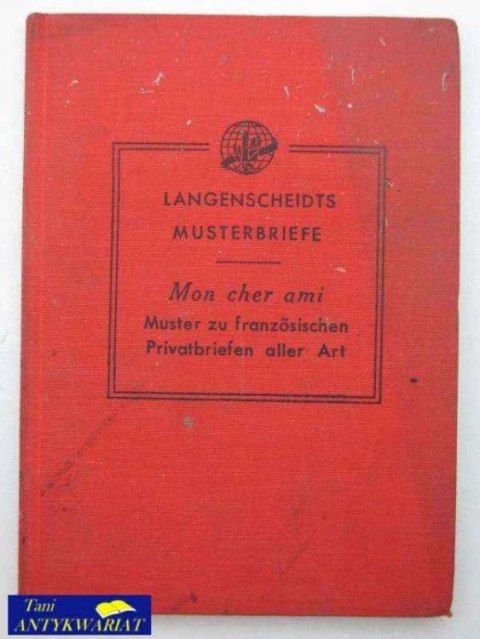 LANGENSCHEIDTS
MUSTERBRIEFE
Mon cher ami
Muster zu französischen
Privatbriefen aller Art
Tani
ANTYKWARIAT